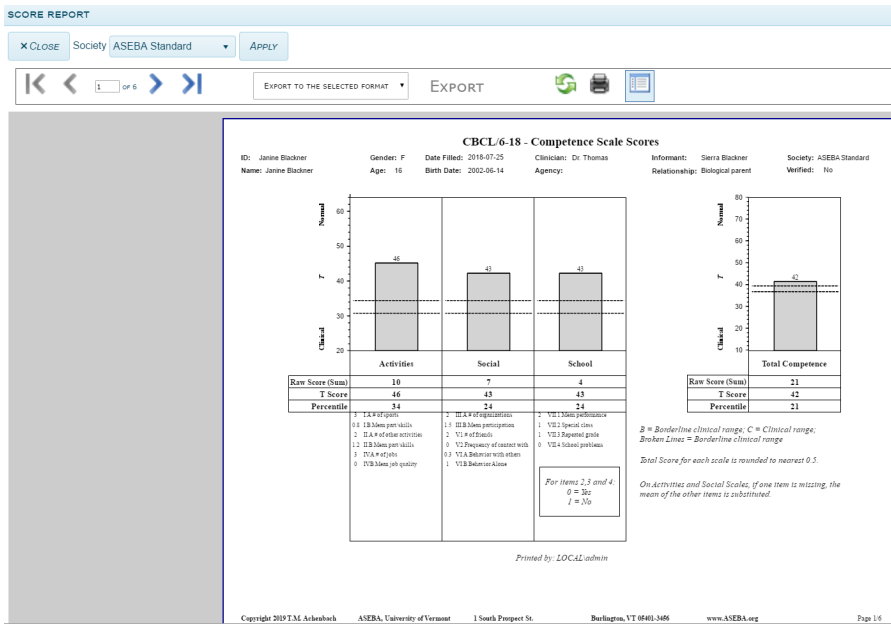 SCORE REPORT
× CLOSE Society ASEBA Standard APPLY
1 OF 6 EXPORT TO THE SELECTED FORMAT EXPORT
CBCL/6-18 - Competence Scale Scores
ID: Janine Blackner Gender: F Date Filled: 2018-07-25 Clinician: Dr. Thomas Informant: Sierra Blackner Society: ASEBA Standard
Name: Janine Blackner Age: 16 Birth Date: 2002-06-14 Agency: Relationship: Biological parent Verified: No
Normal
T
Clinical
60
50
40
30
20
46
43
43
Activities Social School
Raw Score (Sum) 10 7 4
T Score 46 43 43
Percentile 34 24 24
3 I.A.# of sports
0.8 I.B.Mean part/skills
2 II.A.# of other activities
1.2 II.B.Mean part/skills
3 IV.A.# of jobs
0 IV.B.Mean job quality
2 III.A.# of organizations
1.5 III.B.Mean participation
2 V.1.# of friends
0 V.2.Frequency of contact with
0.3 VI.A.Behavior with others
1 VI.B.Behavior Alone
2 VII.1.Mean performance
1 VII.2.Special class
1 VII.3.Repeated grade
0 VII.4.School problems
For items 2,3 and 4:
0 = Yes
1 = No
Normal
T
Clinical
80
70
60
50
40
30
20
10
42
Total Competence
Raw Score (Sum) 21
T Score 42
Percentile 21
B = Borderline clinical range; C = Clinical range;
Broken Lines = Borderline clinical range
Total Score for each scale is rounded to nearest 0.5.
On Activities and Social Scales, if one item is missing, the
mean of the other items is substituted.
Printed by: LOCAL\admin
Copyright 2019 T.M. Achenbach ASEBA, University of Vermont 1 South Prospect St. Burlington, VT 05401-3456 www.ASEBA.org Page 1/6